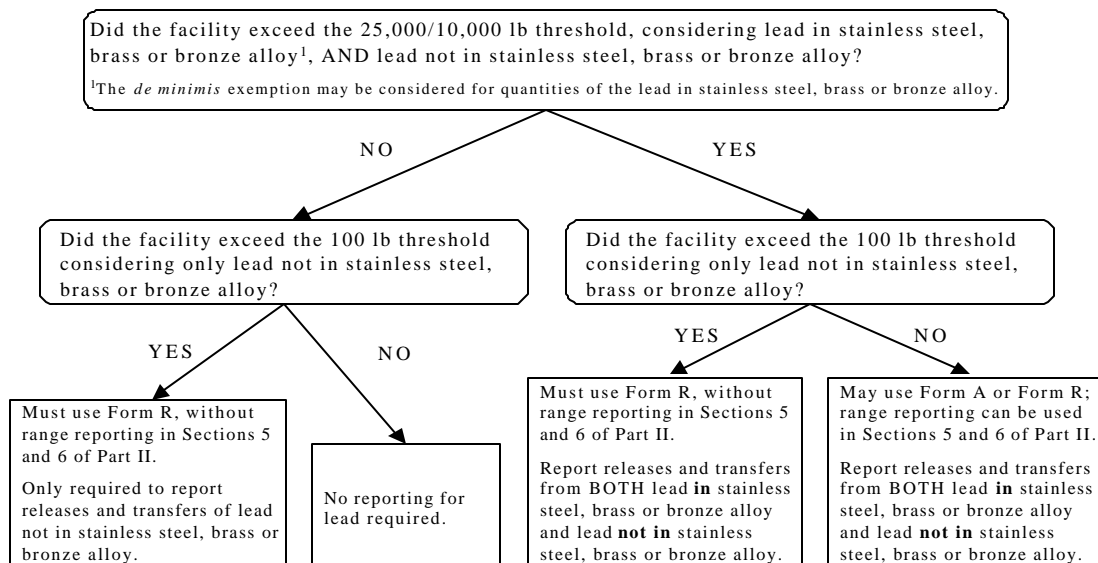 Did the facility exceed the 25,000/10,000 lb threshold, considering lead in stainless steel,
brass or bronze alloy¹, AND lead not in stainless steel, brass or bronze alloy?
¹The de minimis exemption may be considered for quantities of the lead in stainless steel, brass or bronze alloy.
NO
YES
Did the facility exceed the 100 lb threshold
considering only lead not in stainless steel,
brass or bronze alloy?
Did the facility exceed the 100 lb threshold
considering only lead not in stainless steel,
brass or bronze alloy?
YES
NO
YES
NO
Must use Form R, without
range reporting in Sections 5
and 6 of Part II.
Only required to report
releases and transfers of lead
not in stainless steel, brass or
bronze alloy.
No reporting for
lead required.
Must use Form R, without
range reporting in Sections 5
and 6 of Part II.
Report releases and transfers
from BOTH lead in stainless
steel, brass or bronze alloy
and lead not in stainless
steel, brass or bronze alloy.
May use Form A or Form R;
range reporting can be used
in Sections 5 and 6 of Part II.
Report releases and transfers
from BOTH lead in stainless
steel, brass or bronze alloy
and lead not in stainless
steel, brass or bronze alloy.